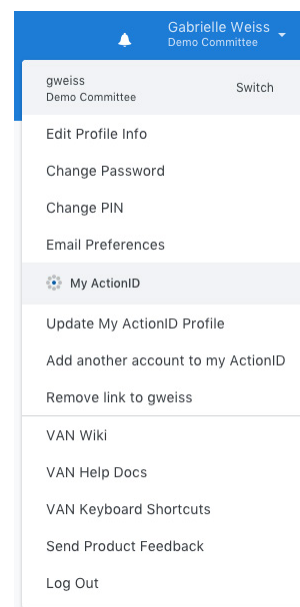 Gabrielle Weiss
Demo Committee
gweiss
Demo Committee
Switch
Edit Profile Info
Change Password
Change PIN
Email Preferences
My ActionID
Update My ActionID Profile
Add another account to my ActionID
Remove link to gweiss
VAN Wiki
VAN Help Docs
VAN Keyboard Shortcuts
Send Product Feedback
Log Out